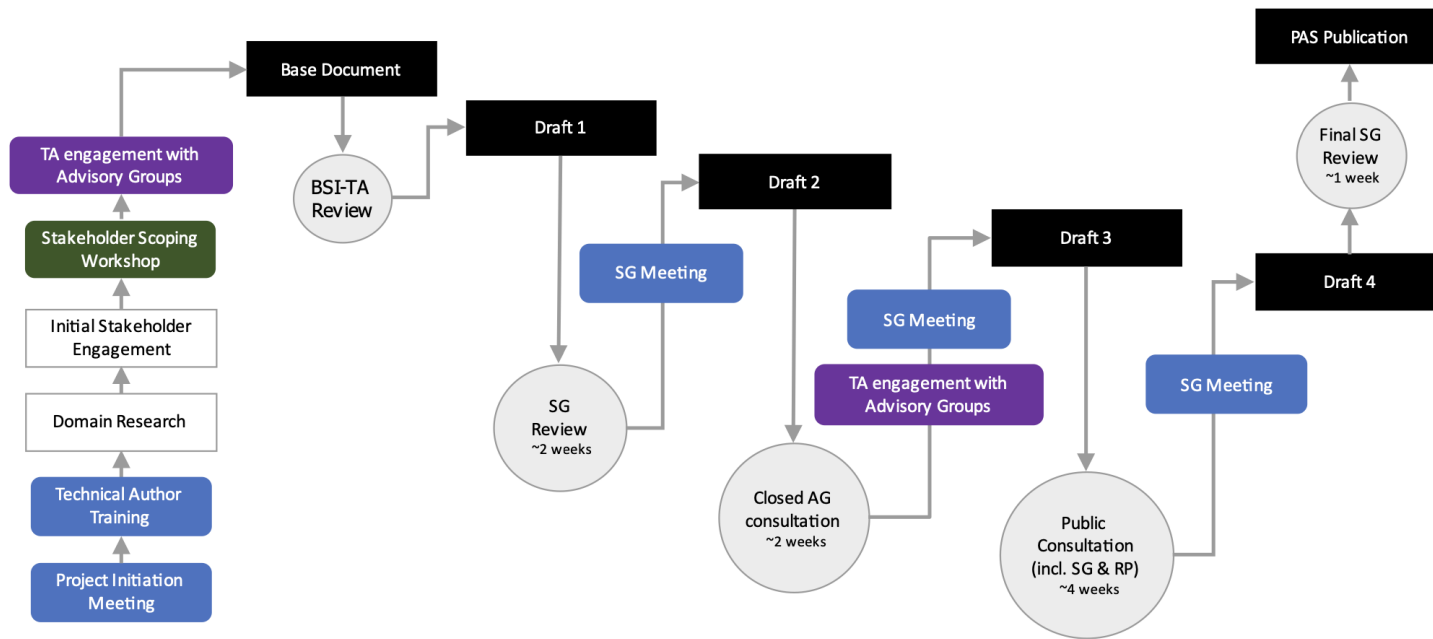 PAS Publication
Base Document
Draft 1
Final SG
Review
~1 week
TA engagement with
Advisory Groups
BSI-TA
Review
Draft 2
Stakeholder Scoping
Workshop
SG Meeting
Draft 3
Draft 4
Initial Stakeholder
Engagement
SG Meeting
TA engagement with
Advisory Groups
SG Meeting
Domain Research
SG
Review
~2 weeks
Technical Author
Training
Closed AG
consultation
~2 weeks
Public
Consultation
(incl. SG & RP)
~4 weeks
Project Initiation
Meeting